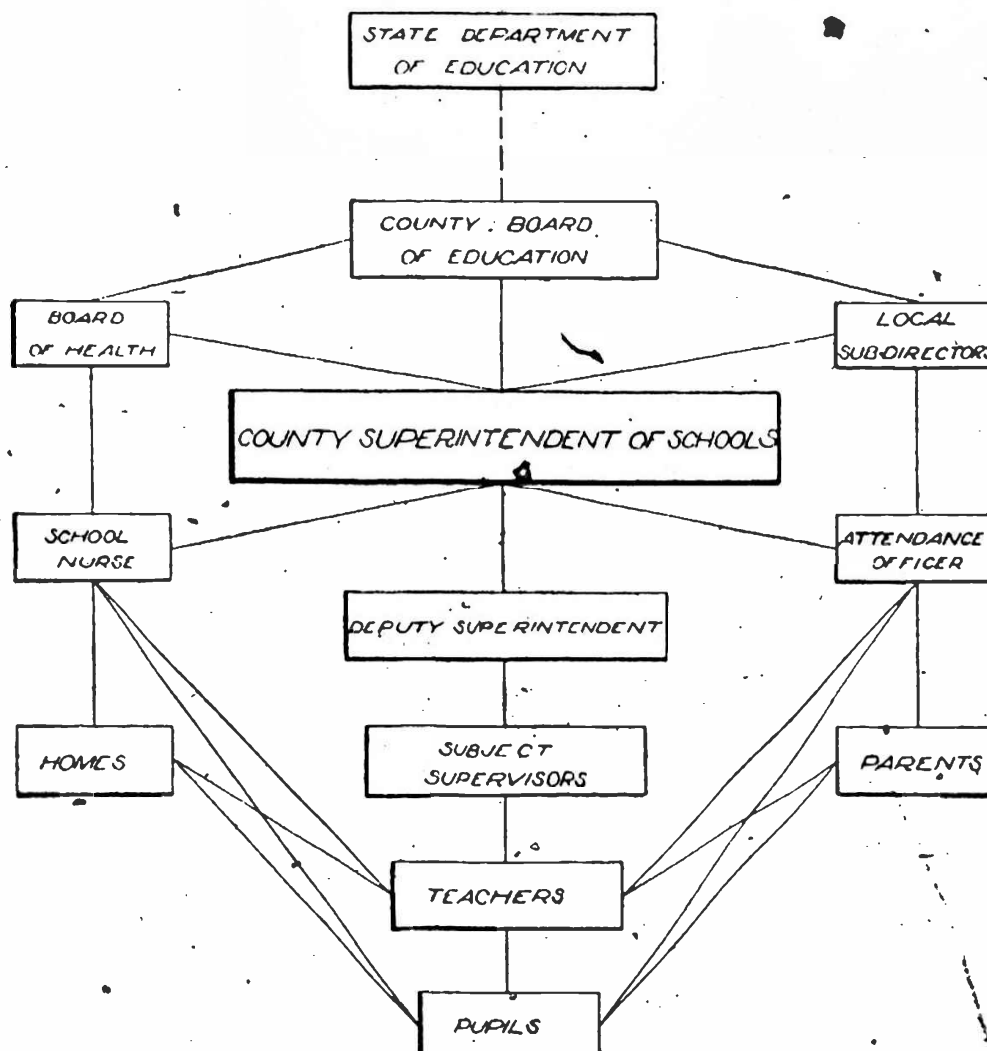 STATE DEPARTMENT
OF EDUCATION
COUNTY BOARD
OF EDUCATION
BOARD
OF HEALTH
LOCAL
SUB-DIRECTORS
COUNTY SUPERINTENDENT OF SCHOOLS
SCHOOL
NURSE
ATTENDANCE
OFFICER
DEPUTY SUPERINTENDENT
HOMES
SUBJECT
SUPERVISORS
PARENTS
TEACHERS
PUPILS